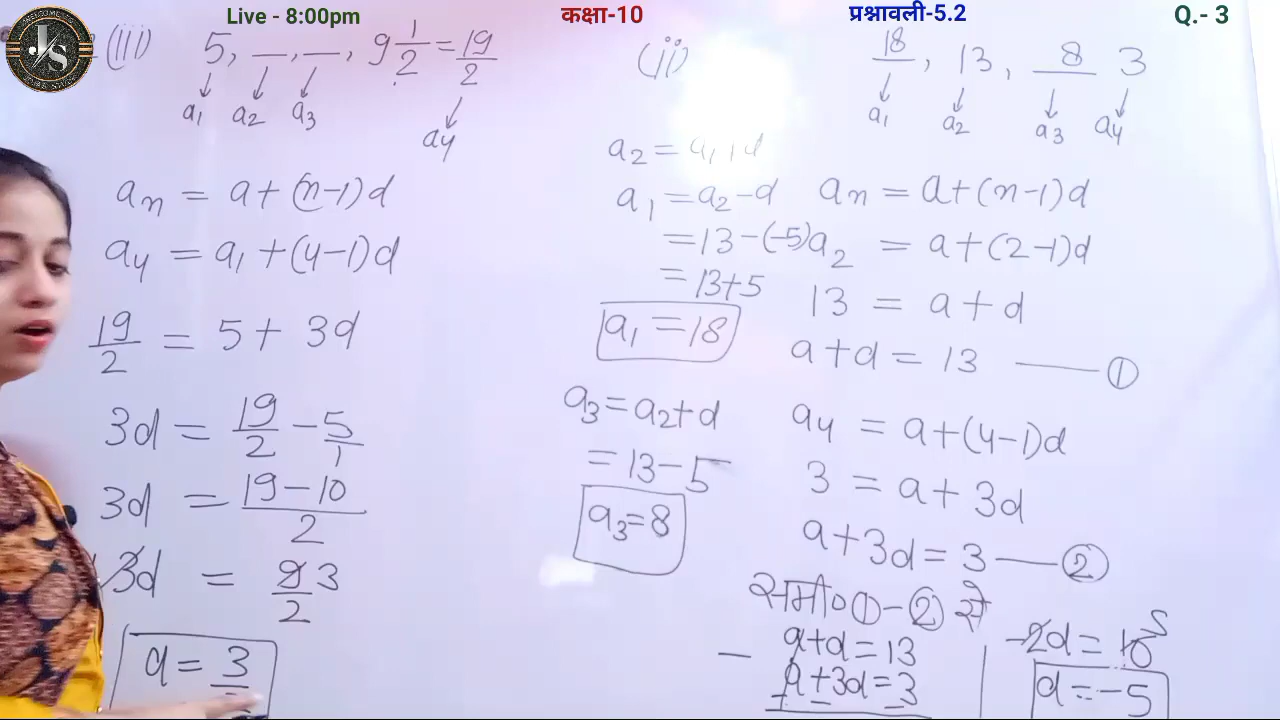 Live - 8:00pm कक्षा-10 प्रश्नावली-5.2 Q.- 3
(iii) 5, __, __, 9 1/2 = 19/2
a1 a2 a3 a4
an = a+(n-1)d
a4 = a1+(4-1)d
19/2 = 5+ 3d
3d = 19/2 - 5/1
3d = 19-10/2
3d = 9/2 3
d = 3/
(ii) 18, 13, 8 3
a1 a2 a3 a4
a2 = a1+d
a1 = a2-d
=13-(-5)
= 13+5
a1 =18
a3=a2+d
= 13-5
a3=8
an = a+(n-1)d
a2 = a+(2-1)d
13 = a+d
a+d = 13 — ①
a4 = a+(4-1)d
3 = a+3d
a+3d = 3 — ②
समी० ①-② से
a+d=13
- a+3d=3
-2d = 10 5
d = -5